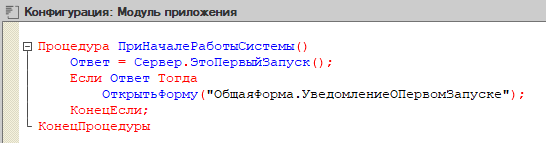 Конфигурация: Модуль приложения
Процедура ПриНачалеРаботыСистемы()
Ответ = Сервер.ЭтоПервыйЗапуск();
Если Ответ Тогда
ОткрытьФорму("ОбщаяФорма.УведомлениеОПервомЗапуске");
КонецЕсли;
КонецПроцедуры